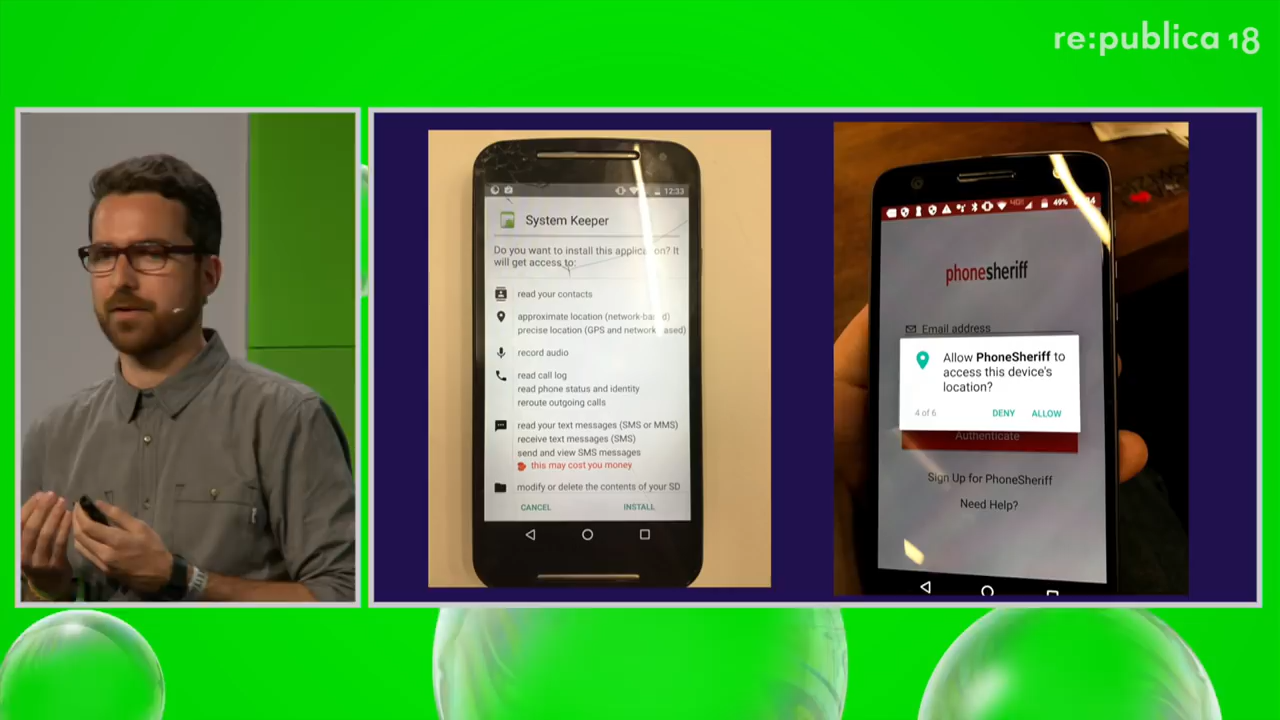 re:publica 18
12:33
System Keeper
Do you want to install this application? It
will get access to:
read your contacts
approximate location (network-based)
precise location (GPS and network based)
record audio
read call log
read phone status and identity
reroute outgoing calls
read your text messages (SMS or MMS)
receive text messages (SMS)
send and view SMS messages
this may cost you money
modify or delete the contents of your SD
CANCEL INSTALL
49%
phonesheriff
Email address
Allow PhoneSheriff to
access this device's
location?
4 of 6 DENY ALLOW
Authenticate
Sign Up for PhoneSheriff
Need Help?